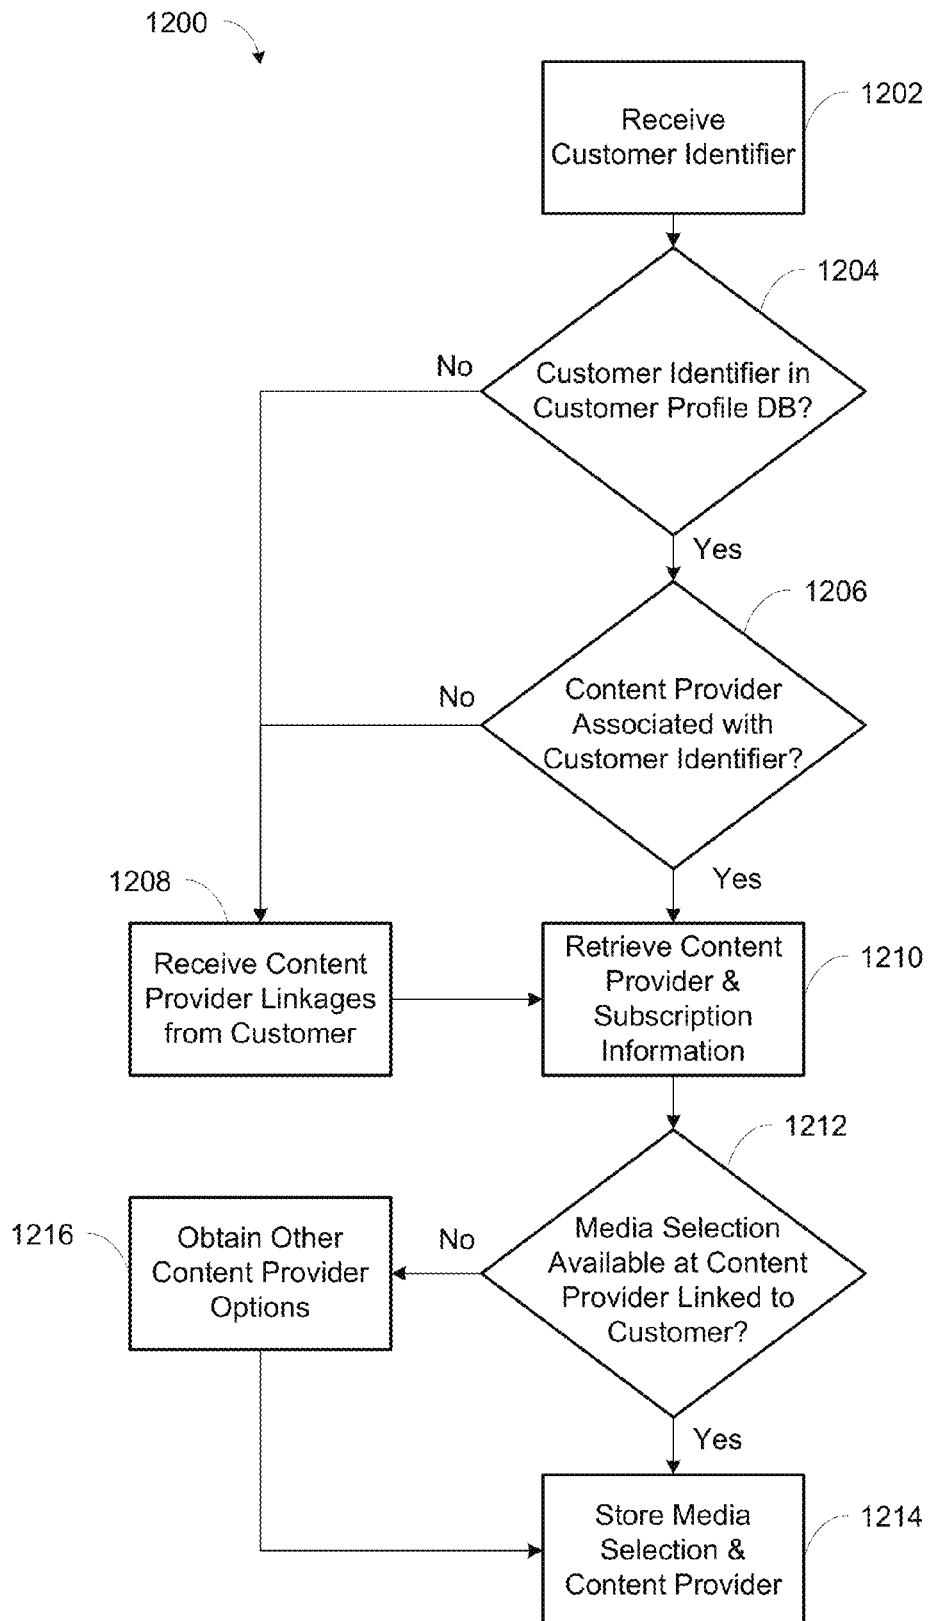 1200
1202
Receive
Customer Identifier
1204
No
Customer Identifier in
Customer Profile DB?
Yes
1206
No
Content Provider
Associated with
Customer Identifier?
Yes
1208
Receive Content
Provider Linkages
from Customer
Retrieve Content
Provider &
Subscription
Information
1210
1212
1216
Obtain Other
Content Provider
Options
No
Media Selection
Available at Content
Provider Linked to
Customer?
Yes
Store Media
Selection &
Content Provider
1214